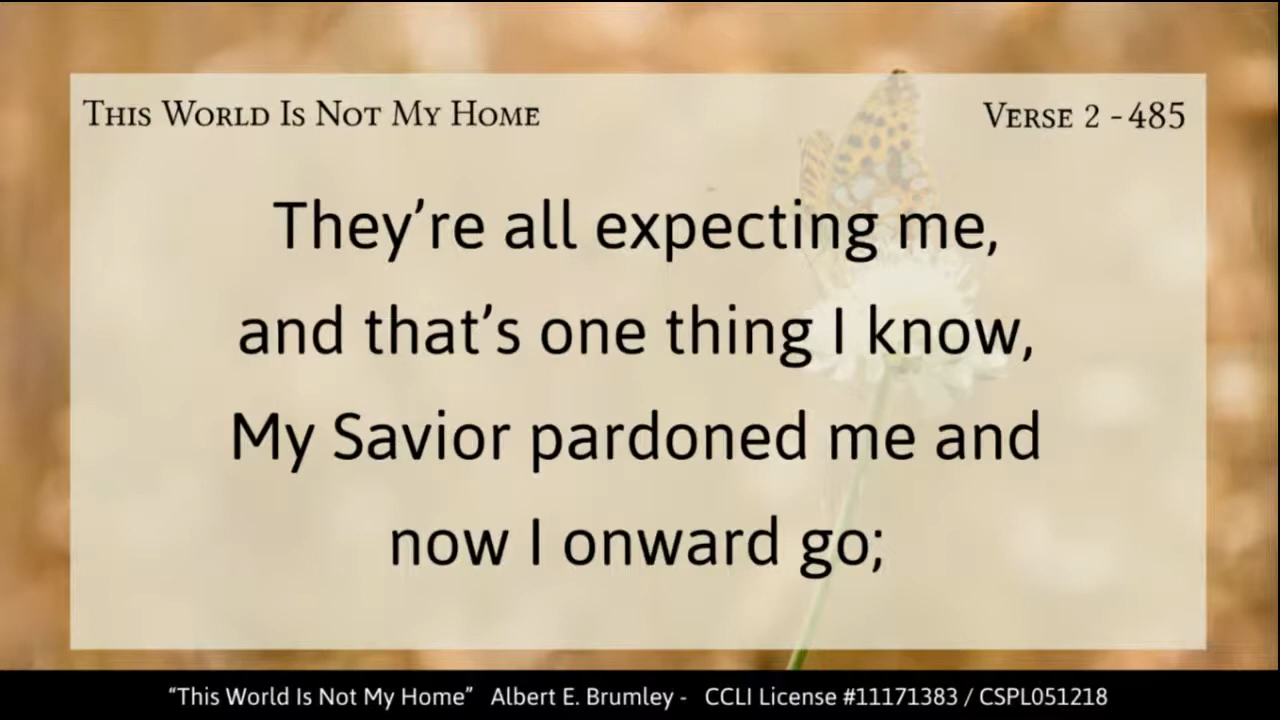 This World Is Not My Home
Verse 2 - 485
They’re all expecting me,
and that’s one thing I know,
My Savior pardoned me and
now I onward go;
“This World Is Not My Home” Albert E. Brumley - CCLI License #11171383 / CSPL051218